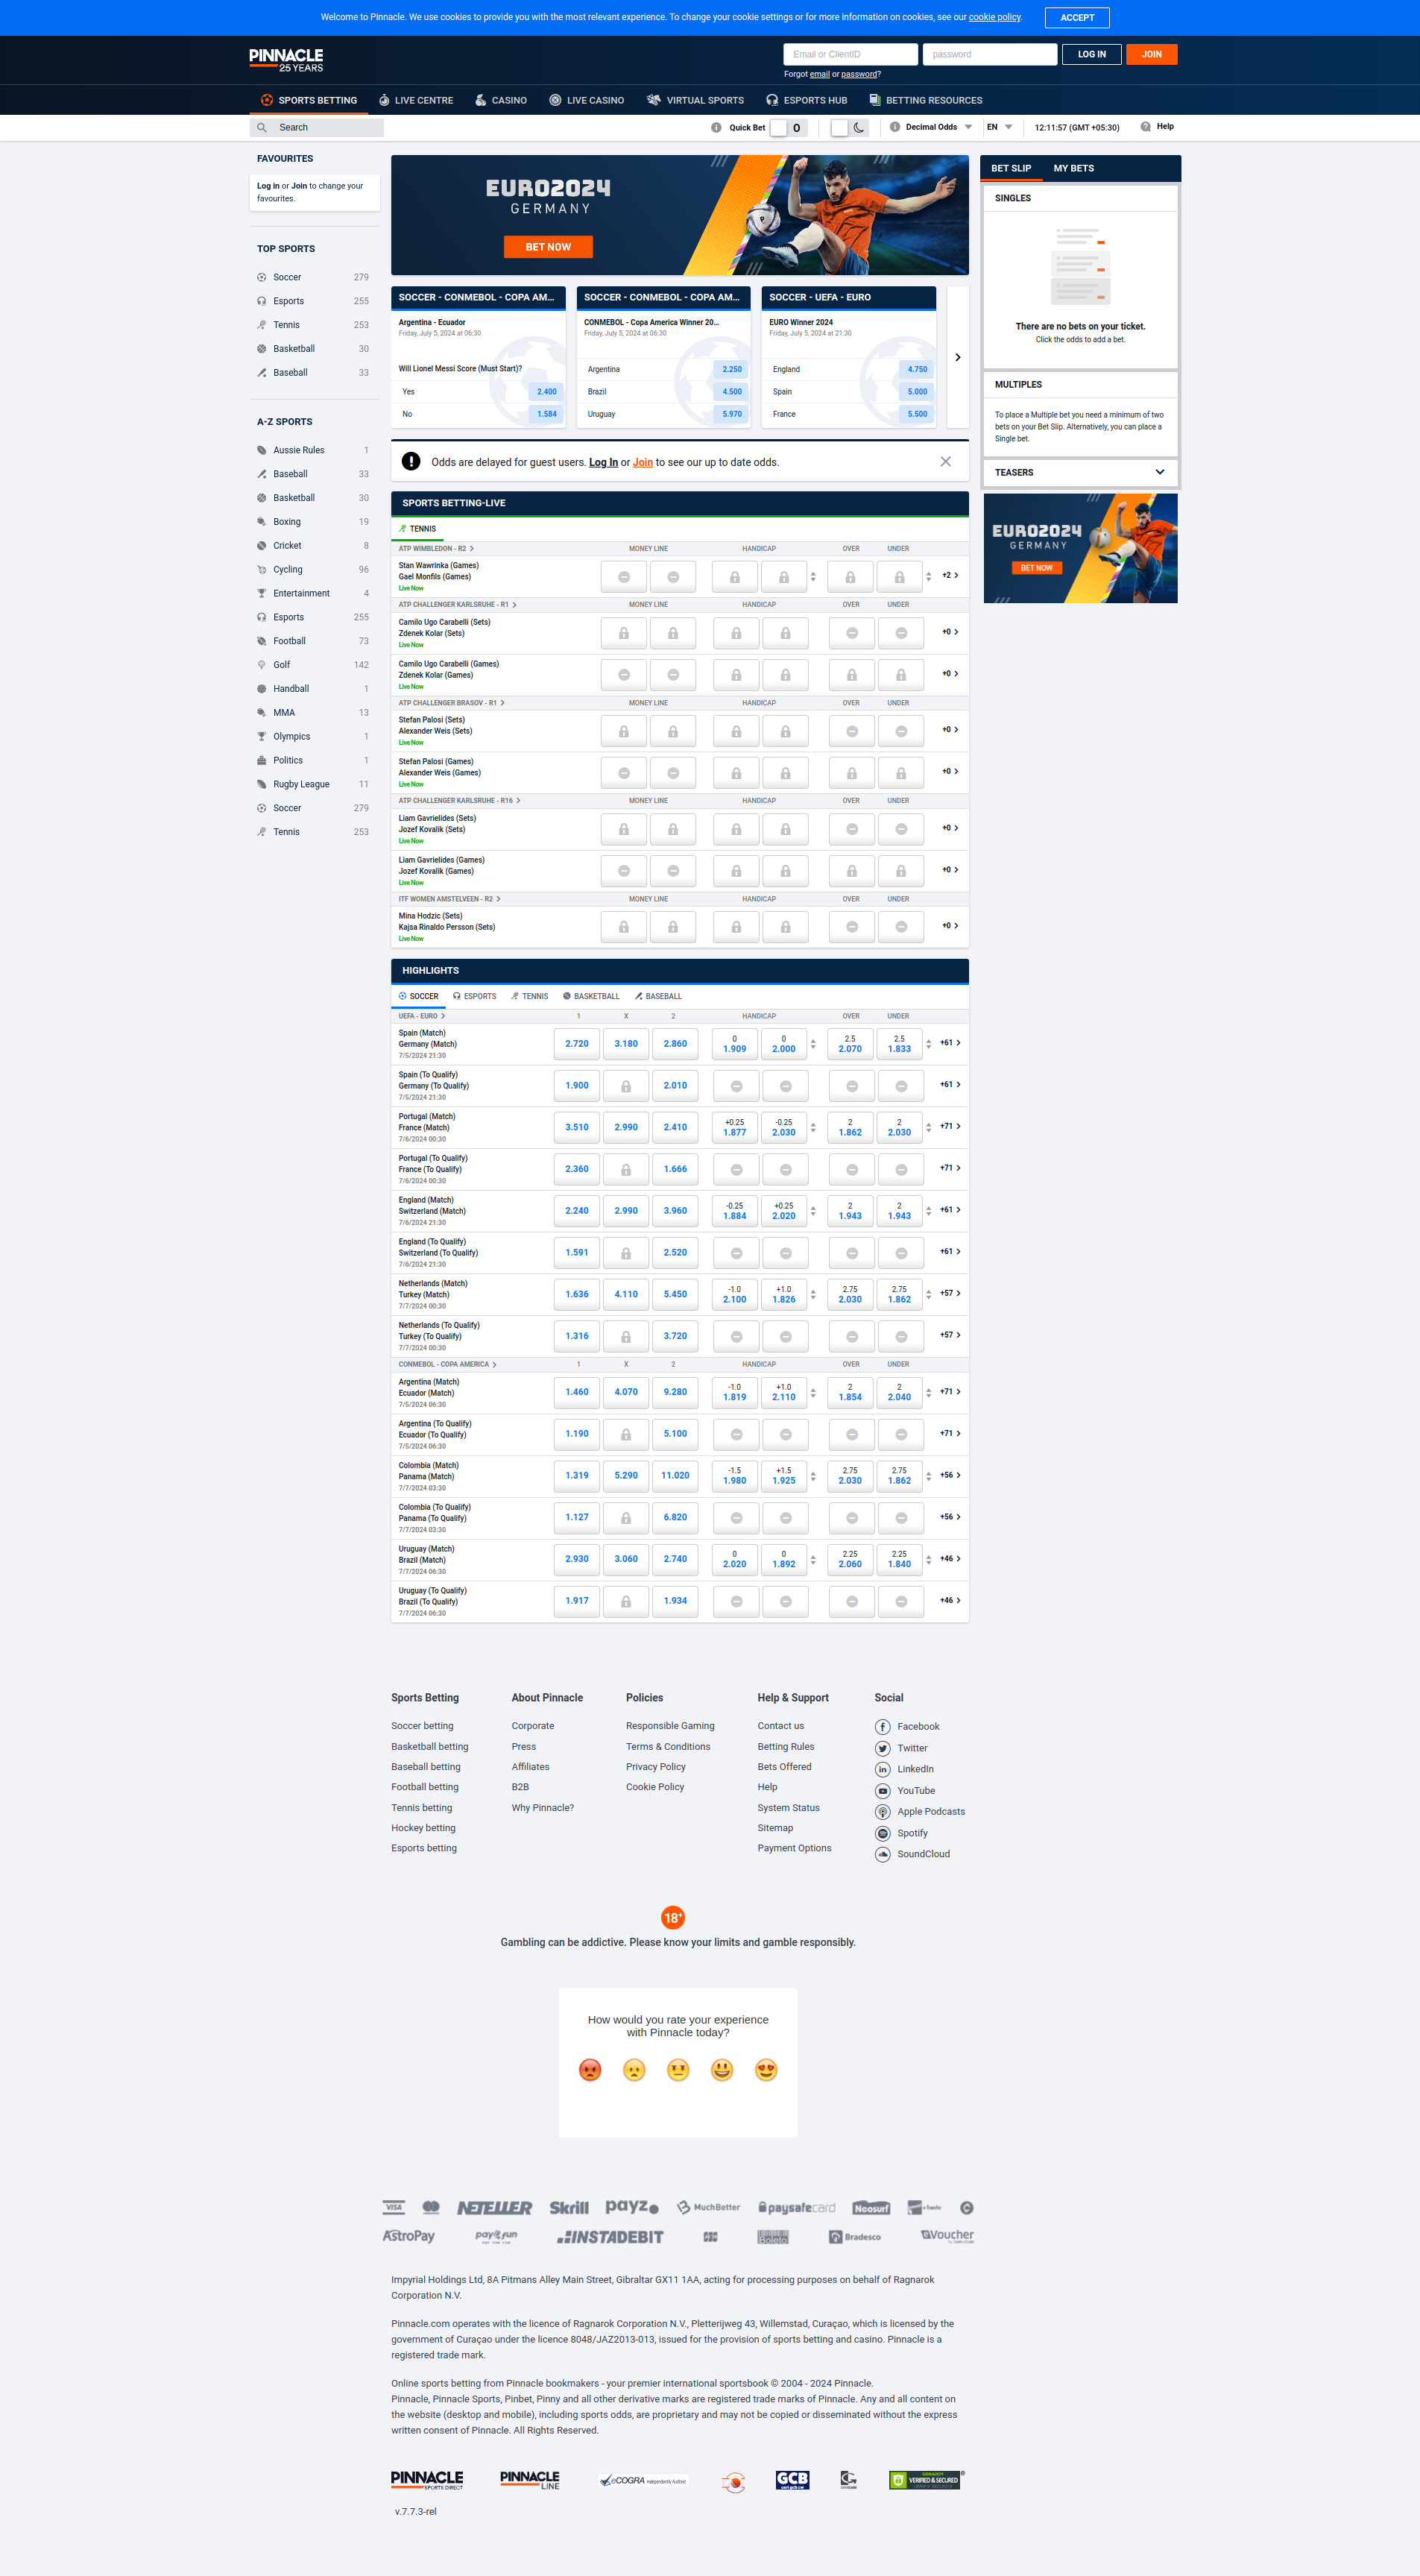 Welcome to Pinnacle. We use cookies to provide you with the most relevant experience. To change your cookie settings or for more information on cookies, see our cookie policy.
ACCEPT
PINNACLE
25 YEARS
Email or ClientID
password
LOG IN
JOIN
Forgot email or password?
SPORTS BETTING
LIVE CENTRE
CASINO
LIVE CASINO
VIRTUAL SPORTS
ESPORTS HUB
BETTING RESOURCES
Search
Quick Bet
Decimal Odds
EN
12:11:57 (GMT +05:30)
Help
FAVOURITES
Log in or Join to change your
favourites.
TOP SPORTS
Soccer 279
Esports 255
Tennis 253
Basketball 30
Baseball 33
A-Z SPORTS
Aussie Rules 1
Baseball 33
Basketball 30
Boxing 19
Cricket 8
Cycling 96
Entertainment 4
Esports 255
Football 73
Golf 142
Handball 1
MMA 13
Olympics 1
Politics 1
Rugby League 11
Soccer 279
Tennis 253
EURO2024
GERMANY
BET NOW
SOCCER - CONMEBOL - COPA AM...
Argentina - Ecuador
Friday, July 5, 2024 at 06:30
Will Lionel Messi Score (Must Start)?
Yes 2.400
No 1.584
SOCCER - CONMEBOL - COPA AM...
CONMEBOL - Copa America Winner 20...
Friday, July 5, 2024 at 06:30
Argentina 2.250
Brazil 4.500
Uruguay 5.970
SOCCER - UEFA - EURO
EURO Winner 2024
Friday, July 5, 2024 at 21:30
England 4.750
Spain 5.000
France 5.500
Odds are delayed for guest users. Log In or Join to see our up to date odds.
SPORTS BETTING-LIVE
TENNIS
ATP WIMBLEDON - R2 MONEY LINE HANDICAP OVER UNDER
Stan Wawrinka (Games)
Gael Monfils (Games)
Live Now
+2
ATP CHALLENGER KARLSRUHE - R1 MONEY LINE HANDICAP OVER UNDER
Camilo Ugo Carabelli (Sets)
Zdenek Kolar (Sets)
Live Now
+0
Camilo Ugo Carabelli (Games)
Zdenek Kolar (Games)
Live Now
+0
ATP CHALLENGER BRASOV - R1 MONEY LINE HANDICAP OVER UNDER
Stefan Palosi (Sets)
Alexander Weis (Sets)
Live Now
+0
Stefan Palosi (Games)
Alexander Weis (Games)
Live Now
+0
ATP CHALLENGER KARLSRUHE - R16 MONEY LINE HANDICAP OVER UNDER
Liam Gavrielides (Sets)
Jozef Kovalik (Sets)
Live Now
+0
Liam Gavrielides (Games)
Jozef Kovalik (Games)
Live Now
+0
ITF WOMEN AMSTELVEEN - R2 MONEY LINE HANDICAP OVER UNDER
Mina Hodzic (Sets)
Kajsa Rinaldo Persson (Sets)
Live Now
+0
HIGHLIGHTS
SOCCER ESPORTS TENNIS BASKETBALL BASEBALL
UEFA - EURO 1 X 2 HANDICAP OVER UNDER
Spain (Match)
Germany (Match)
7/5/2024 21:30
2.720 3.180 2.860
0 0 2.5 2.5
1.909 2.000 2.070 1.833
+61
Spain (To Qualify)
Germany (To Qualify)
7/5/2024 21:30
1.900 2.010
+61
Portugal (Match)
France (Match)
7/6/2024 00:30
3.510 2.990 2.410
+0.25 -0.25 2 2
1.877 2.030 1.862 2.030
+71
Portugal (To Qualify)
France (To Qualify)
7/6/2024 00:30
2.360 1.666
+71
England (Match)
Switzerland (Match)
7/6/2024 21:30
2.240 2.990 3.960
-0.25 +0.25 2 2
1.884 2.020 1.943 1.943
+61
England (To Qualify)
Switzerland (To Qualify)
7/6/2024 21:30
1.591 2.520
+61
Netherlands (Match)
Turkey (Match)
7/7/2024 00:30
1.636 4.110 5.450
-1.0 +1.0 2.75 2.75
2.100 1.826 2.030 1.862
+57
Netherlands (To Qualify)
Turkey (To Qualify)
7/7/2024 00:30
1.316 3.720
+57
CONMEBOL - COPA AMERICA 1 X 2 HANDICAP OVER UNDER
Argentina (Match)
Ecuador (Match)
7/5/2024 06:30
1.460 4.070 9.280
-1.0 +1.0 2 2
1.819 2.110 1.854 2.040
+71
Argentina (To Qualify)
Ecuador (To Qualify)
7/5/2024 06:30
1.190 5.100
+71
Colombia (Match)
Panama (Match)
7/7/2024 03:30
1.319 5.290 11.020
-1.5 +1.5 2.75 2.75
1.980 1.925 2.030 1.862
+56
Colombia (To Qualify)
Panama (To Qualify)
7/7/2024 03:30
1.127 6.820
+56
Uruguay (Match)
Brazil (Match)
7/7/2024 06:30
2.930 3.060 2.740
0 0 2.25 2.25
2.020 1.892 2.060 1.840
+46
Uruguay (To Qualify)
Brazil (To Qualify)
7/7/2024 06:30
1.917 1.934
+46
BET SLIP MY BETS
SINGLES
There are no bets on your ticket.
Click the odds to add a bet.
MULTIPLES
To place a Multiple bet you need a minimum of two
bets on your Bet Slip. Alternatively, you can place a
Single bet.
TEASERS
EURO2024
GERMANY
BET NOW
Sports Betting
Soccer betting
Basketball betting
Baseball betting
Football betting
Tennis betting
Hockey betting
Esports betting
About Pinnacle
Corporate
Press
Affiliates
B2B
Why Pinnacle?
Policies
Responsible Gaming
Terms & Conditions
Privacy Policy
Cookie Policy
Help & Support
Contact us
Betting Rules
Bets Offered
Help
System Status
Sitemap
Payment Options
Social
Facebook
Twitter
LinkedIn
YouTube
Apple Podcasts
Spotify
SoundCloud
18+
Gambling can be addictive. Please know your limits and gamble responsibly.
How would you rate your experience
with Pinnacle today?
VISA NETELLER Skrill payz MuchBetter paysafecard Neosurf
AstroPay pay4fun INSTADEBIT JCB Boleto Bradesco eVoucher
Impyrial Holdings Ltd, 8A Pitmans Alley Main Street, Gibraltar GX11 1AA, acting for processing purposes on behalf of Ragnarok
Corporation N.V.
Pinnacle.com operates with the licence of Ragnarok Corporation N.V., Pletterijweg 43, Willemstad, Curaçao, which is licensed by the
government of Curaçao under the licence 8048/JAZ2013-013, issued for the provision of sports betting and casino. Pinnacle is a
registered trade mark.
Online sports betting from Pinnacle bookmakers - your premier international sportsbook © 2004 - 2024 Pinnacle.
Pinnacle, Pinnacle Sports, Pinbet, Pinny and all other derivative marks are registered trade marks of Pinnacle. Any and all content on
the website (desktop and mobile), including sports odds, are proprietary and may not be copied or disseminated without the express
written consent of Pinnacle. All Rights Reserved.
PINNACLE
SPORTS DIRECT
PINNACLE
LINE
eCOGRA Independently Audited
GCB
cert.gcb.cw
GODADDY
VERIFIED & SECURED
v.7.7.3-rel